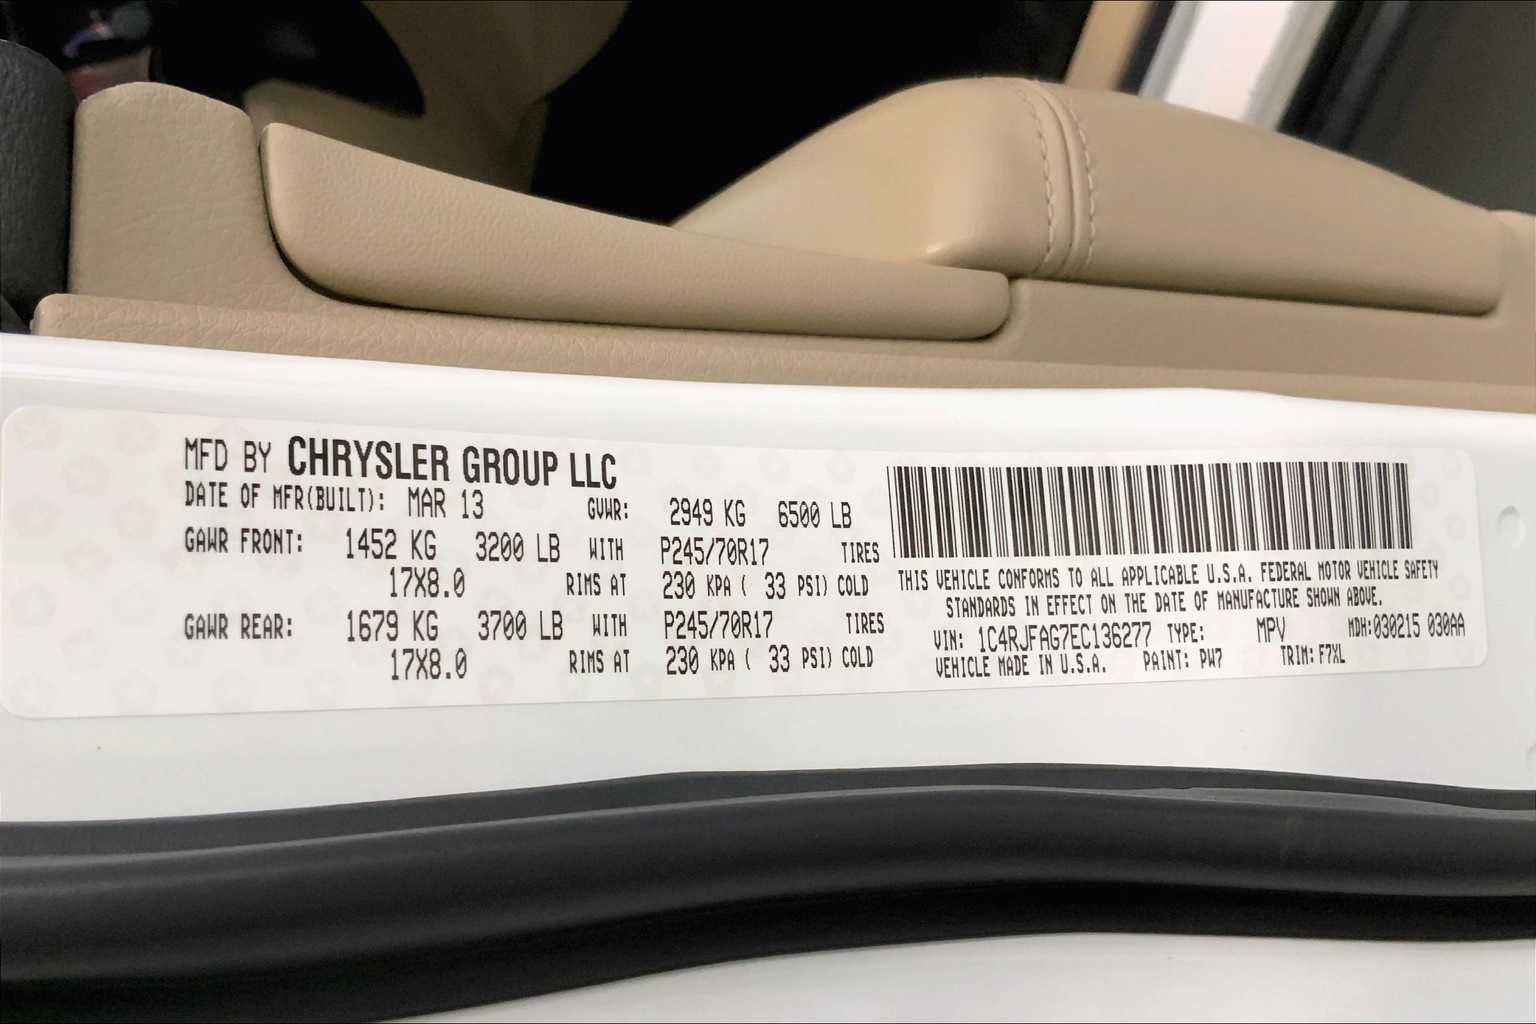 MFD BY CHRYSLER GROUP LLC
DATE OF MFR(BUILT): MAR 13 GVWR: 2949 KG 6500 LB
GAWR FRONT: 1452 KG 3200 LB WITH P245/70R17 TIRES
17X8.0 RIMS AT 230 KPA ( 33 PSI) COLD
GAWR REAR: 1679 KG 3700 LB WITH P245/70R17 TIRES
17X8.0 RIMS AT 230 KPA ( 33 PSI) COLD
THIS VEHICLE CONFORMS TO ALL APPLICABLE U.S.A. FEDERAL MOTOR VEHICLE SAFETY
STANDARDS IN EFFECT ON THE DATE OF MANUFACTURE SHOWN ABOVE.
VIN: 1C4RJFAG7EC136277 TYPE: MPV MDH:030215 030AA
VEHICLE MADE IN U.S.A. PAINT: PW7 TRIM: F7XL